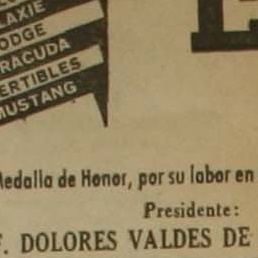 LAXIE
ODGE
RACUDA
ERTIBLES
MUSTANG
Medalla de Honor, por su labor en
Presidente:
F. DOLORES VALDES DE